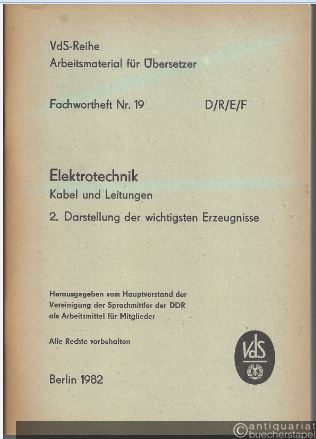 VdS-Reihe
Arbeitsmaterial für Übersetzer
Fachwortheft Nr. 19 D/R/E/F
Elektrotechnik
Kabel und Leitungen
2. Darstellung der wichtigsten Erzeugnisse
Herausgegeben vom Hauptvorstand der
Vereinigung der Sprachmittler der DDR
als Arbeitsmittel für Mitglieder
Alle Rechte vorbehalten
VdS
Berlin 1982
©antiquariat
buecherstapel